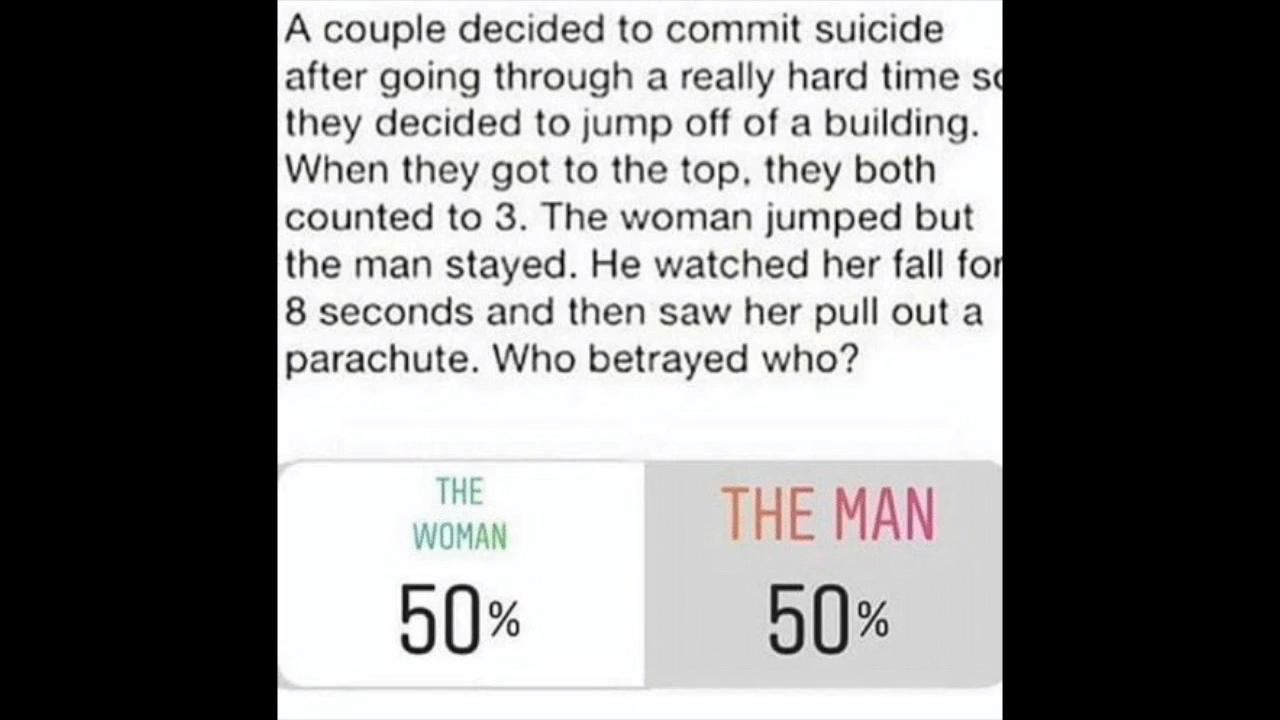 A couple decided to commit suicide
after going through a really hard time so
they decided to jump off of a building.
When they got to the top, they both
counted to 3. The woman jumped but
the man stayed. He watched her fall for
8 seconds and then saw her pull out a
parachute. Who betrayed who?
THE
WOMAN
50%
THE MAN
50%